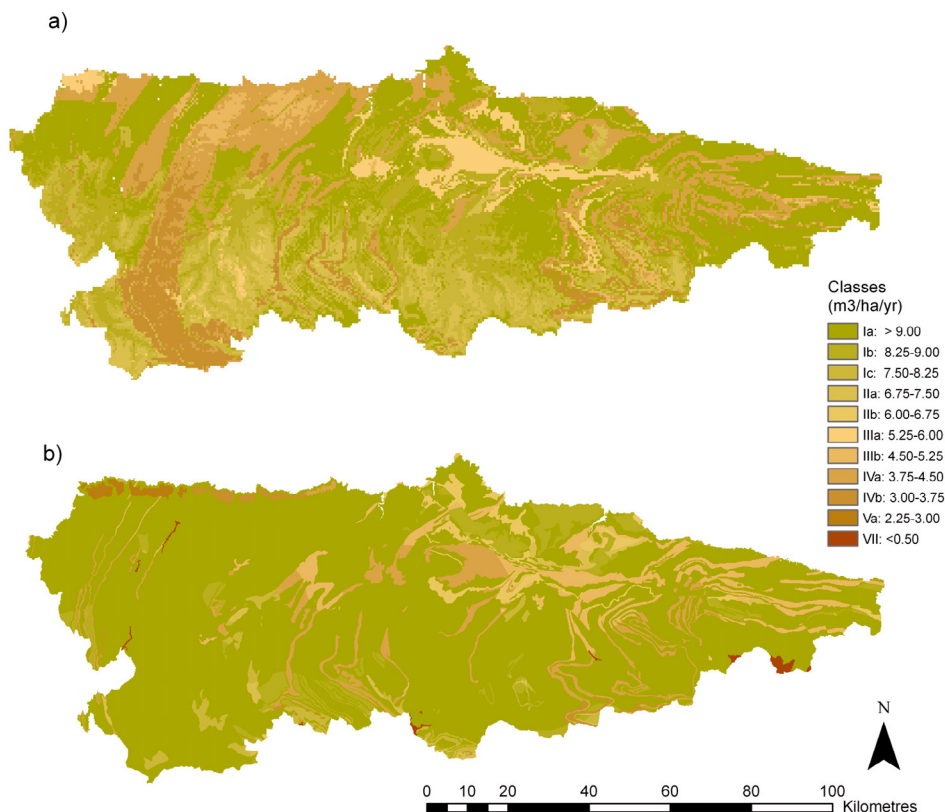 a)
Classes
(m3/ha/yr)
Ia: > 9.00
Ib: 8.25-9.00
Ic: 7.50-8.25
IIa: 6.75-7.50
IIb: 6.00-6.75
IIIa: 5.25-6.00
IIIb: 4.50-5.25
IVa: 3.75-4.50
IVb: 3.00-3.75
Va: 2.25-3.00
VII: <0.50
b)
N
0 20 40 60 80 100
Kilometres